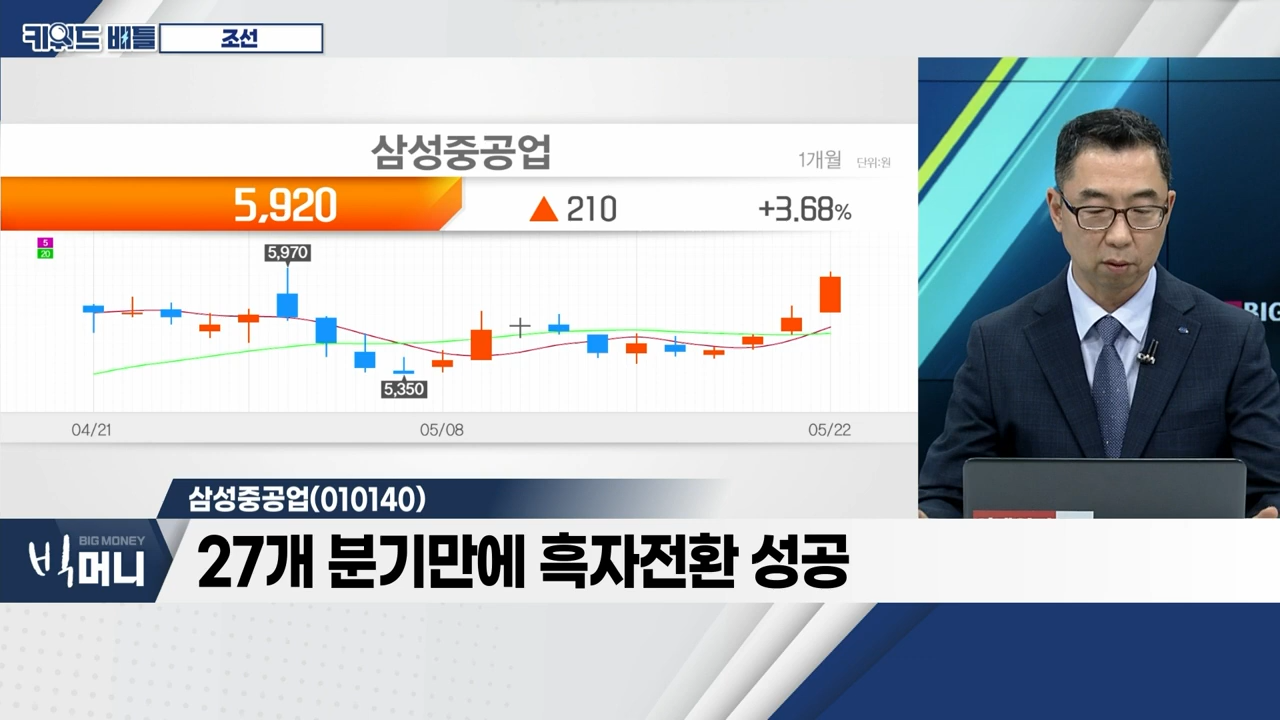 키워드 배틀
조선
삼성중공업
1개월 단위:원
5,920 ▲ 210 +3.68%
5
20
5,970
5,350
04/21 05/08 05/22
BIG
삼성중공업(010140)
BIG MONEY
빅머니
27개 분기만에 흑자전환 성공